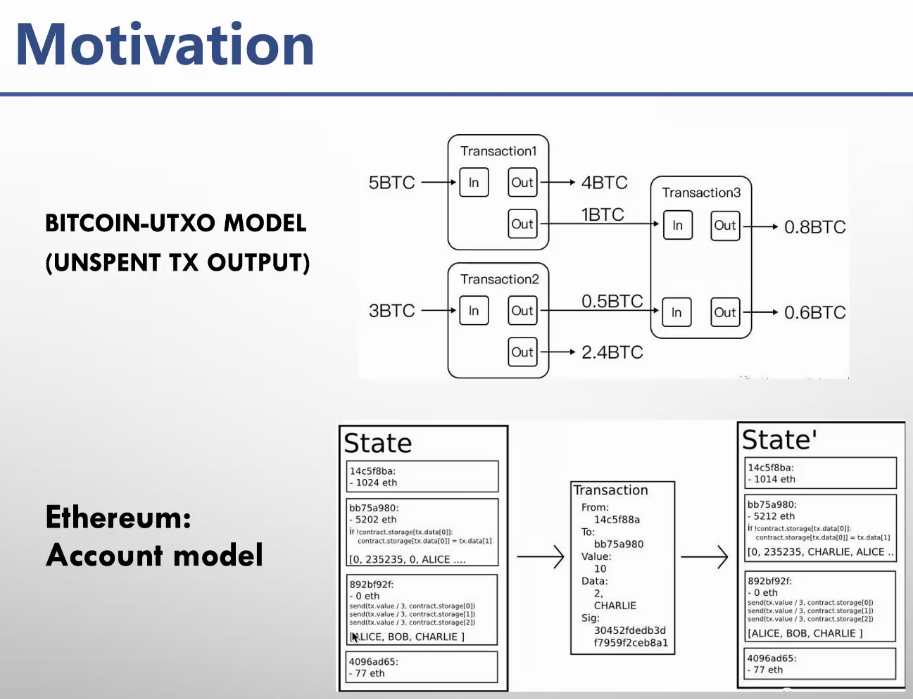 Motivation
BITCOIN-UTXO MODEL
(UNSPENT TX OUTPUT)
Transaction1
5BTC
In
Out
4BTC
Out
1BTC
Transaction2
3BTC
In
Out
0.5BTC
Out
2.4BTC
Transaction3
In
Out
0.8BTC
In
Out
0.6BTC
Ethereum:
Account model
State
14c5f8ba:
- 1024 eth
bb75a980:
- 5202 eth
if !contract.storage[tx.data[0]]:
contract.storage[tx.data[0]] = tx.data[1]
[0, 235235, 0, ALICE ....
892bf92f:
- 0 eth
send(tx.value / 3, contract.storage[0])
send(tx.value / 3, contract.storage[1])
send(tx.value / 3, contract.storage[2])
[ALICE, BOB, CHARLIE ]
4096ad65:
- 77 eth
Transaction
From:
14c5f88a
To:
bb75a980
Value:
10
Data:
2,
CHARLIE
Sig:
30452fdedb3d
f7959f2ceb8a1
State'
14c5f8ba:
- 1014 eth
bb75a980:
- 5212 eth
if !contract.storage[tx.data[0]]:
contract.storage[tx.data[0]] = tx.data[1]
[0, 235235, CHARLIE, ALICE ..
892bf92f:
- 0 eth
send(tx.value / 3, contract.storage[0])
send(tx.value / 3, contract.storage[1])
send(tx.value / 3, contract.storage[2])
[ALICE, BOB, CHARLIE ]
4096ad65:
- 77 eth